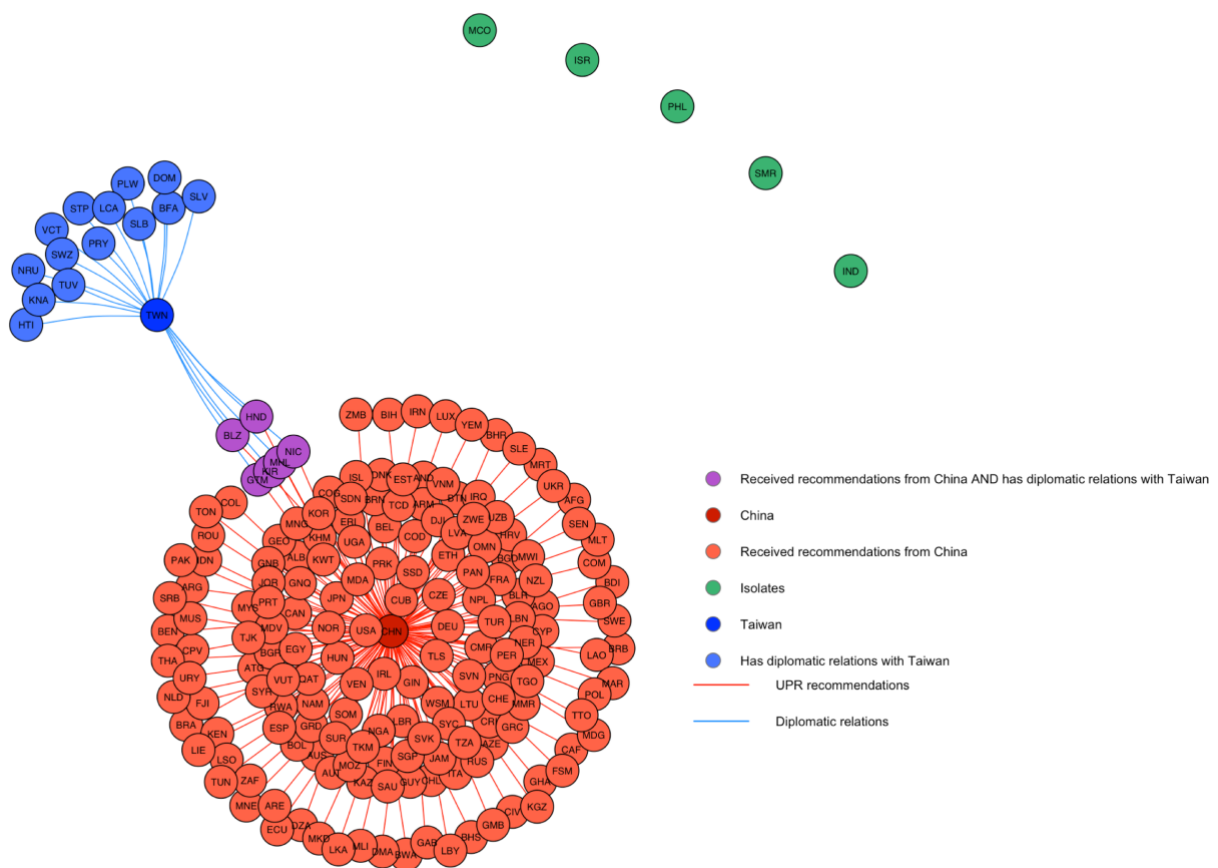 MCO
ISR
PHL
SMR
IND
PLW
DOM
SLV
STP
LCA
BFA
SLB
VCT
PRY
SWZ
NRU
TUV
KNA
HTI
TWN
HND
BLZ
NIC
MHL
KIR
GTM
ZMB
BIH
IRN
LUX
YEM
BHR
SLE
MRT
UKR
AFG
SEN
MLT
COM
BDI
GBR
SWE
LAO
BRB
MAR
POL
TTO
MDG
CAF
FSM
GHA
KGZ
CIV
GMB
BHS
LBY
GAB
BWA
DMA
MLI
LKA
MKD
DZA
ECU
ARE
MNE
ZAF
TUN
LSO
LIE
KEN
BRA
FJI
NLD
URY
THA
CPV
BEN
MUS
SRB
ARG
PAK
IDN
ROU
TON
COL
ISL
DNK
EST
AND
VNM
BTN
IRQ
COG
SDN
BRN
TCD
ARM
UZB
MNG
KOR
ERI
BEL
COD
DJI
LVA
ZWE
HRV
GEO
KHM
UGA
OMN
BGD
MWI
GNB
ALB
KWT
PRK
SSD
ETH
PAN
FRA
NZL
JOR
GNQ
MDA
CUB
CZE
NPL
BLR
AGO
MYS
PRT
CAN
JPN
TUR
LBN
CYP
TJK
MDV
NOR
USA
CHN
DEU
NER
BGR
EGY
HUN
TLS
CMR
PER
MEX
ATG
VUT
QAT
VEN
IRL
GIN
SVN
PNG
TGO
SYR
RWA
NAM
SOM
WSM
LTU
CHE
MMR
ESP
GRD
SUR
NGA
LBR
SYC
CRI
GRC
BOL
AUS
TKM
SVK
TZA
AZE
MOZ
FIN
SGP
JAM
RUS
KAZ
SAU
GUY
CHL
ITA
Received recommendations from China AND has diplomatic relations with Taiwan
China
Received recommendations from China
Isolates
Taiwan
Has diplomatic relations with Taiwan
UPR recommendations
Diplomatic relations